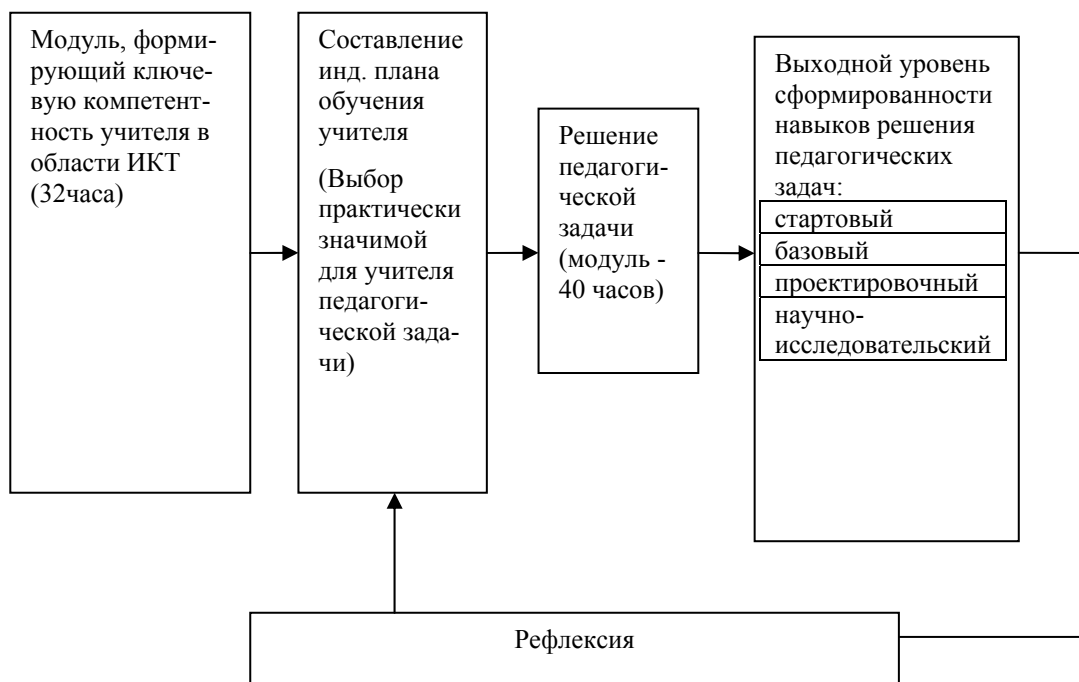 Модуль, форми-
рующий ключе-
вую компетент-
ность учителя в
области ИКТ
(32часа)
Составление
инд. плана
обучения
учителя
(Выбор
практически
значимой
для учителя
педагоги-
ческой зада-
чи)
Решение
педагоги-
ческой
задачи
(модуль -
40 часов)
Выходной уровень
сформированности
навыков решения
педагогических
задач:
стартовый
базовый
проектировочный
научно-
исследовательский
Рефлексия